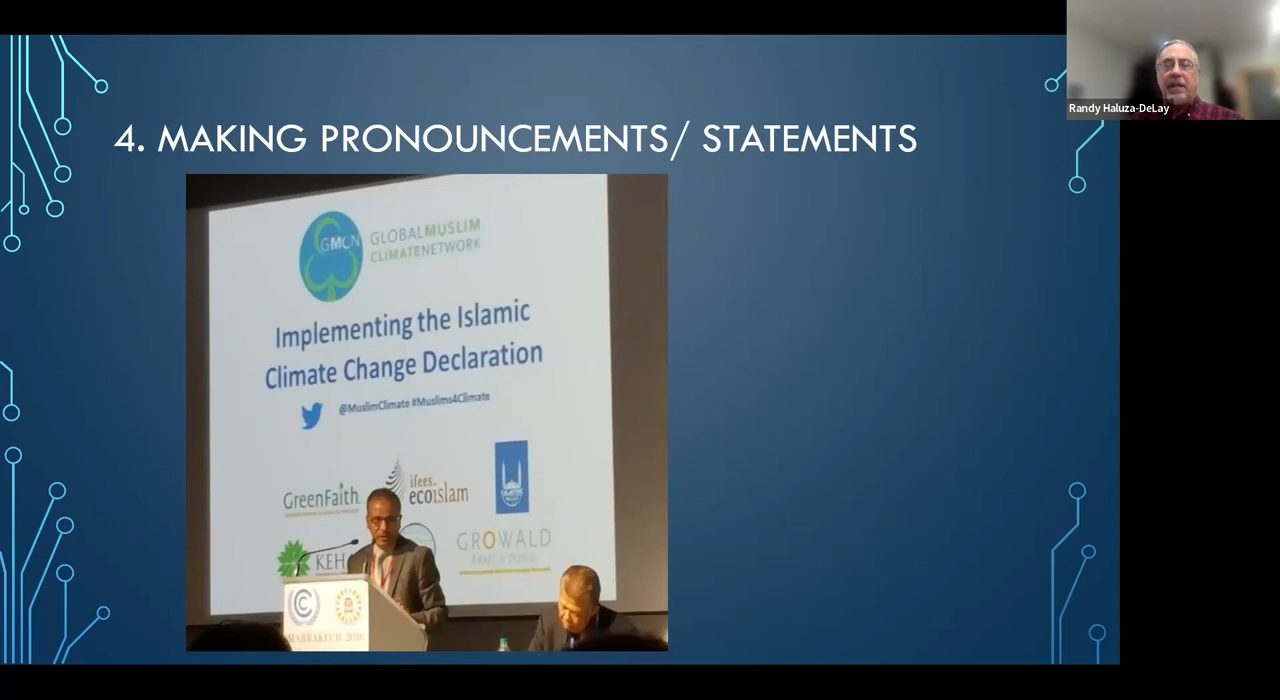 4. MAKING PRONOUNCEMENTS/ STATEMENTS
Randy Haluza-DeLay
GMCN
GLOBALMUSLIM
CLIMATENETWORK
Implementing the Islamic
Climate Change Declaration
@MuslimClimate #Muslims4Climate
GreenFaith
ifees
ecoislam
GROWALD
FAMILY FUND
MARRAKECH 2016